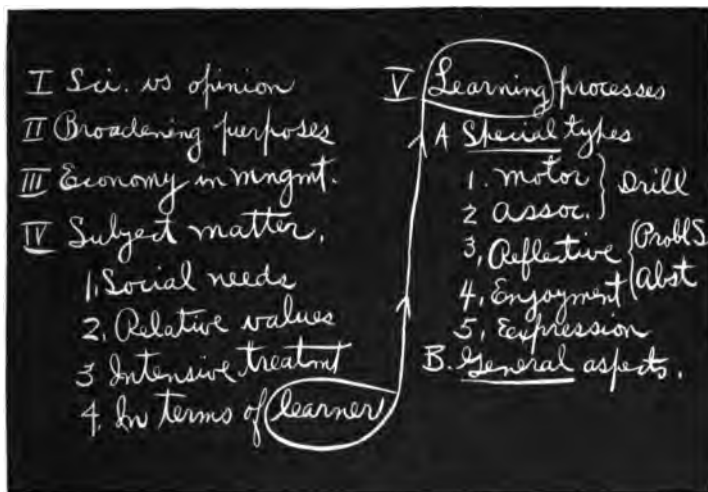 I Sci. vs opinion
II Broadening purposes
III Economy in mngmt.
IV Subject matter.
1. Social needs
2. Relative values
3 Intensive treatmt
4. In terms of learner
V Learning processes
A Special types
1. Motor } Drill
2 Assoc. }
3. Reflective { Probl S
4. Enjoyment { Abst
5. Expression
B. General aspects.